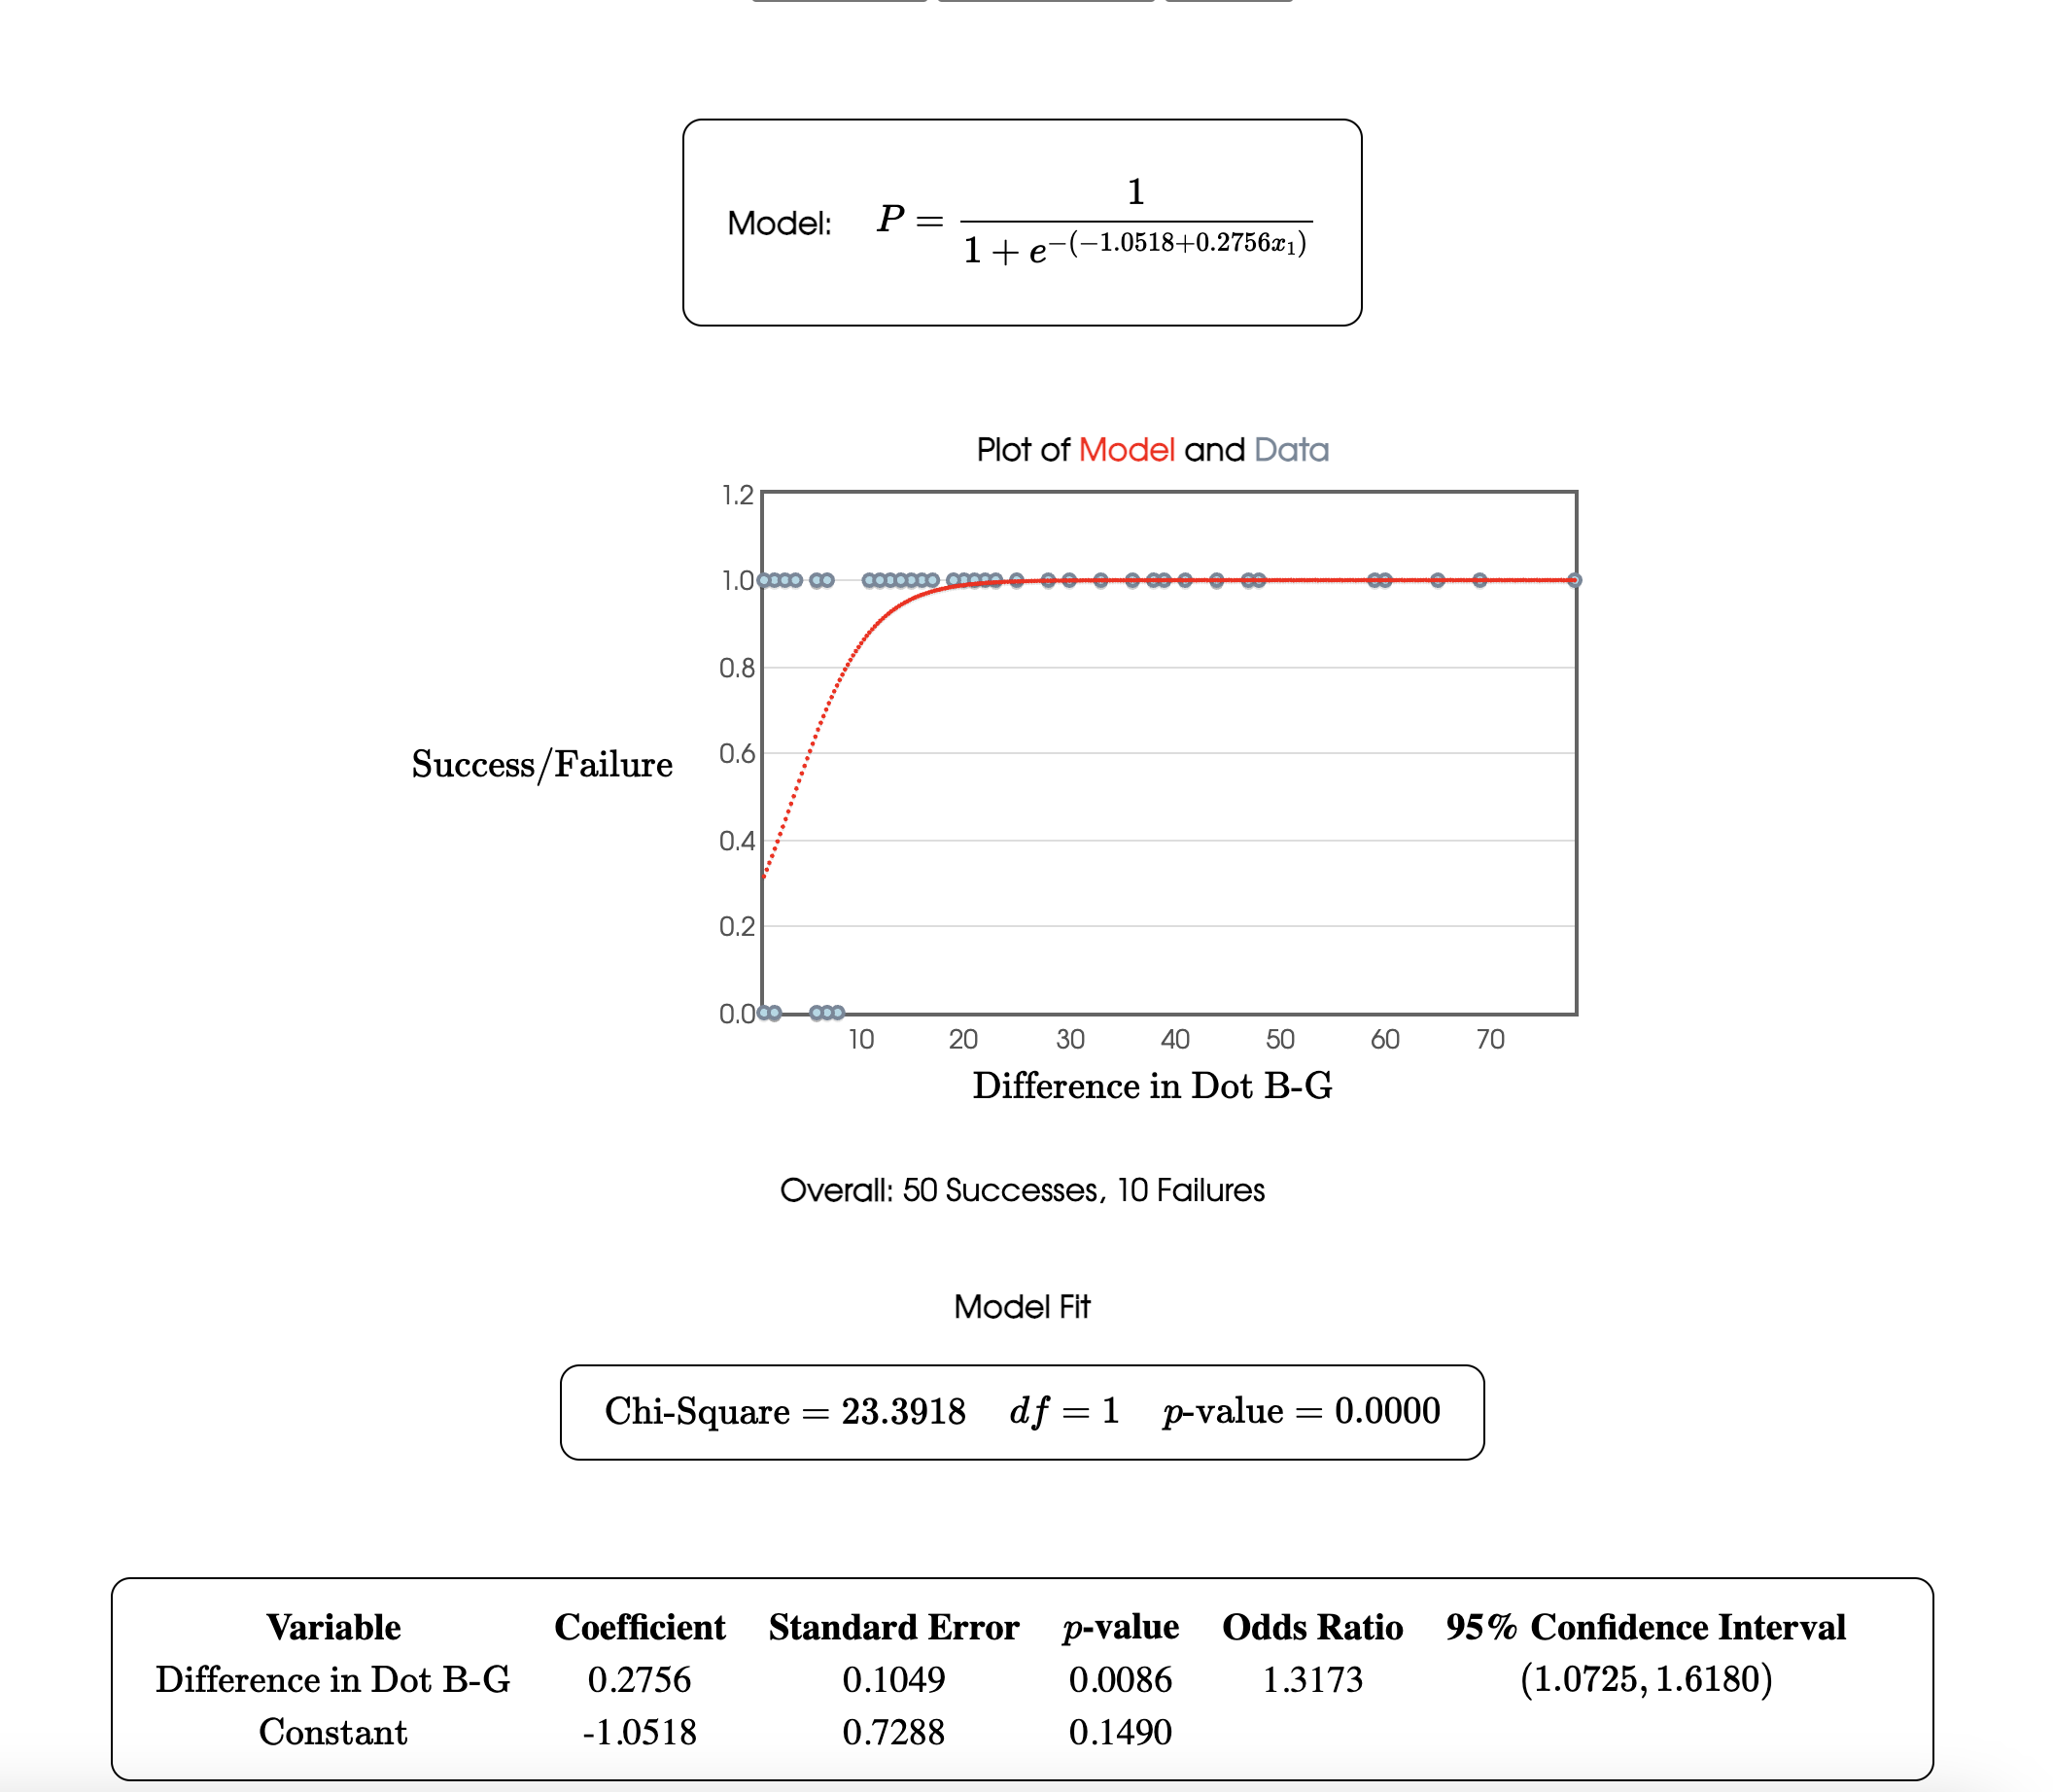 Model: P = 1 / (1 + e^−(−1.0518+0.2756x₁))
Plot of Model and Data
1.2
1.0
0.8
0.6
Success/Failure
0.4
0.2
0.0
10 20 30 40 50 60 70
Difference in Dot B-G
Overall: 50 Successes, 10 Failures
Model Fit
Chi-Square = 23.3918 df = 1 p-value = 0.0000
Variable Coefficient Standard Error p-value Odds Ratio 95% Confidence Interval
Difference in Dot B-G 0.2756 0.1049 0.0086 1.3173 (1.0725, 1.6180)
Constant -1.0518 0.7288 0.1490